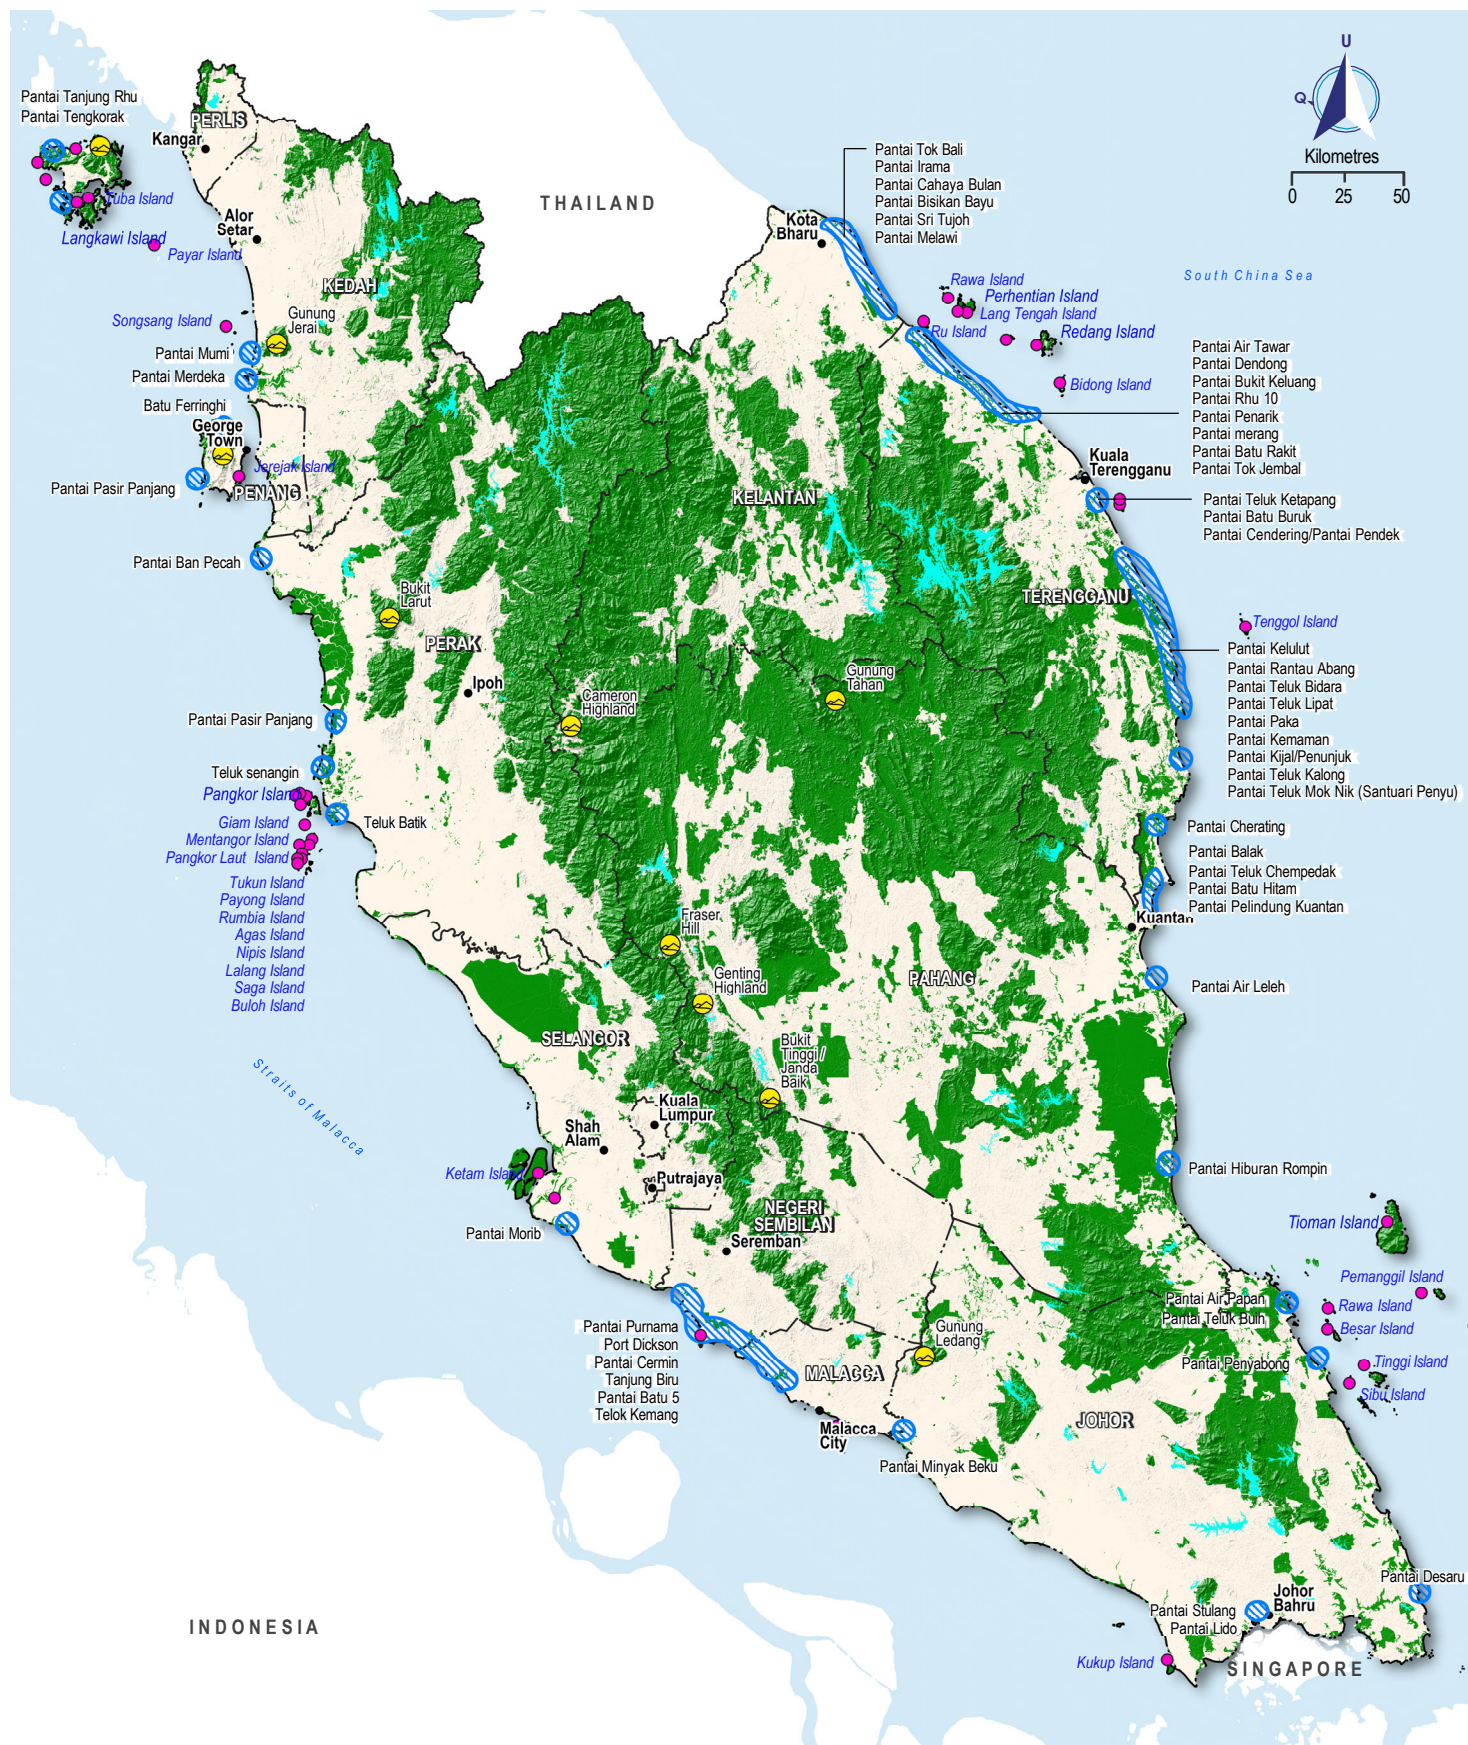 U
Q
Kilometres
0 25 50
Pantai Tanjung Rhu
Pantai Tengkorak
PERLIS
Kangar
THAILAND
Tuba Island
Langkawi Island
Payar Island
Alor
Setar
KEDAH
Kota
Bharu
Pantai Tok Bali
Pantai Irama
Pantai Cahaya Bulan
Pantai Bisikan Bayu
Pantai Sri Tujoh
Pantai Melawi
South China Sea
Rawa Island
Perhentian Island
Lang Tengah Island
Ru Island
Redang Island
Bidong Island
Songsang Island
Gunung
Jerai
Pantai Murni
Pantai Merdeka
Batu Ferringhi
George
Town
Jerejak Island
PENANG
Pantai Pasir Panjang
Pantai Air Tawar
Pantai Dendong
Pantai Bukit Keluang
Pantai Rhu 10
Pantai Penarik
Pantai merang
Pantai Batu Rakit
Pantai Tok Jembal
Kuala
Terengganu
Pantai Teluk Ketapang
Pantai Batu Buruk
Pantai Cendering/Pantai Pendek
KELANTAN
Pantai Ban Pecah
Bukit
Larut
PERAK
Ipoh
TERENGGANU
Tenggol Island
Gunung
Tahan
Cameron
Highland
Pantai Kelulut
Pantai Rantau Abang
Pantai Teluk Bidara
Pantai Teluk Lipat
Pantai Paka
Pantai Kemaman
Pantai Kijal/Penunjuk
Pantai Teluk Kalong
Pantai Teluk Mok Nik (Santuari Penyu)
Pantai Pasir Panjang
Teluk senangin
Pangkor Island
Teluk Batik
Giam Island
Mentangor Island
Pangkor Laut Island
Tukun Island
Payong Island
Rumbia Island
Agas Island
Nipis Island
Lalang Island
Saga Island
Buloh Island
Pantai Cherating
Pantai Balak
Pantai Teluk Chempedak
Pantai Batu Hitam
Pantai Pelindung Kuantan
Kuantan
Fraser
Hill
Genting
Highland
PAHANG
Pantai Air Leleh
SELANGOR
Bukit
Tinggi /
Janda
Baik
Straits of Malacca
Kuala
Lumpur
Shah
Alam
Ketam Island
Putrajaya
Pantai Hiburan Rompin
Pantai Morib
NEGERI
SEMBILAN
Seremban
Tioman Island
Pemanggil Island
Pantai Air Papan
Pantai Teluk Buih
Rawa Island
Besar Island
Pantai Penyabong
Tinggi Island
Sibu Island
Pantai Purnama
Port Dickson
Pantai Cermin
Tanjung Biru
Pantai Batu 5
Telok Kemang
Gunung
Ledang
MALACCA
Malacca
City
JOHOR
Pantai Minyak Beku
Pantai Desaru
Johor
Bahru
Pantai Stulang
Pantai Lido
Kukup Island
SINGAPORE
INDONESIA